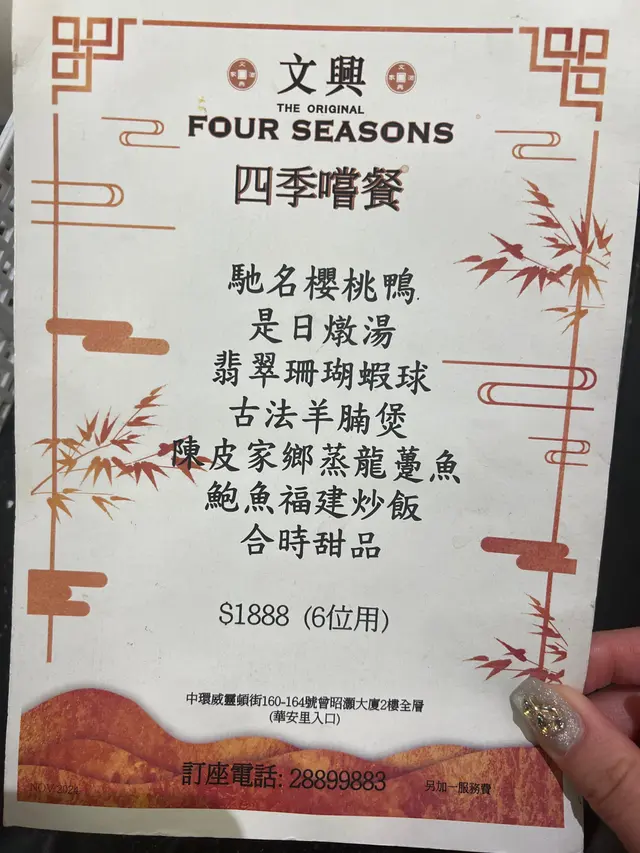 文興
THE ORIGINAL
FOUR SEASONS
四季嚐餐
馳名櫻桃鴨
是日燉湯
翡翠珊瑚蝦球
古法羊腩煲
陳皮家鄉蒸龍躉魚
鮑魚福建炒飯
合時甜品
$1888 (6位用)
中環威靈頓街160-164號曾昭灝大廈2樓全層
(華安里入口)
訂座電話: 28899883
另加一服務費
NOV 2024